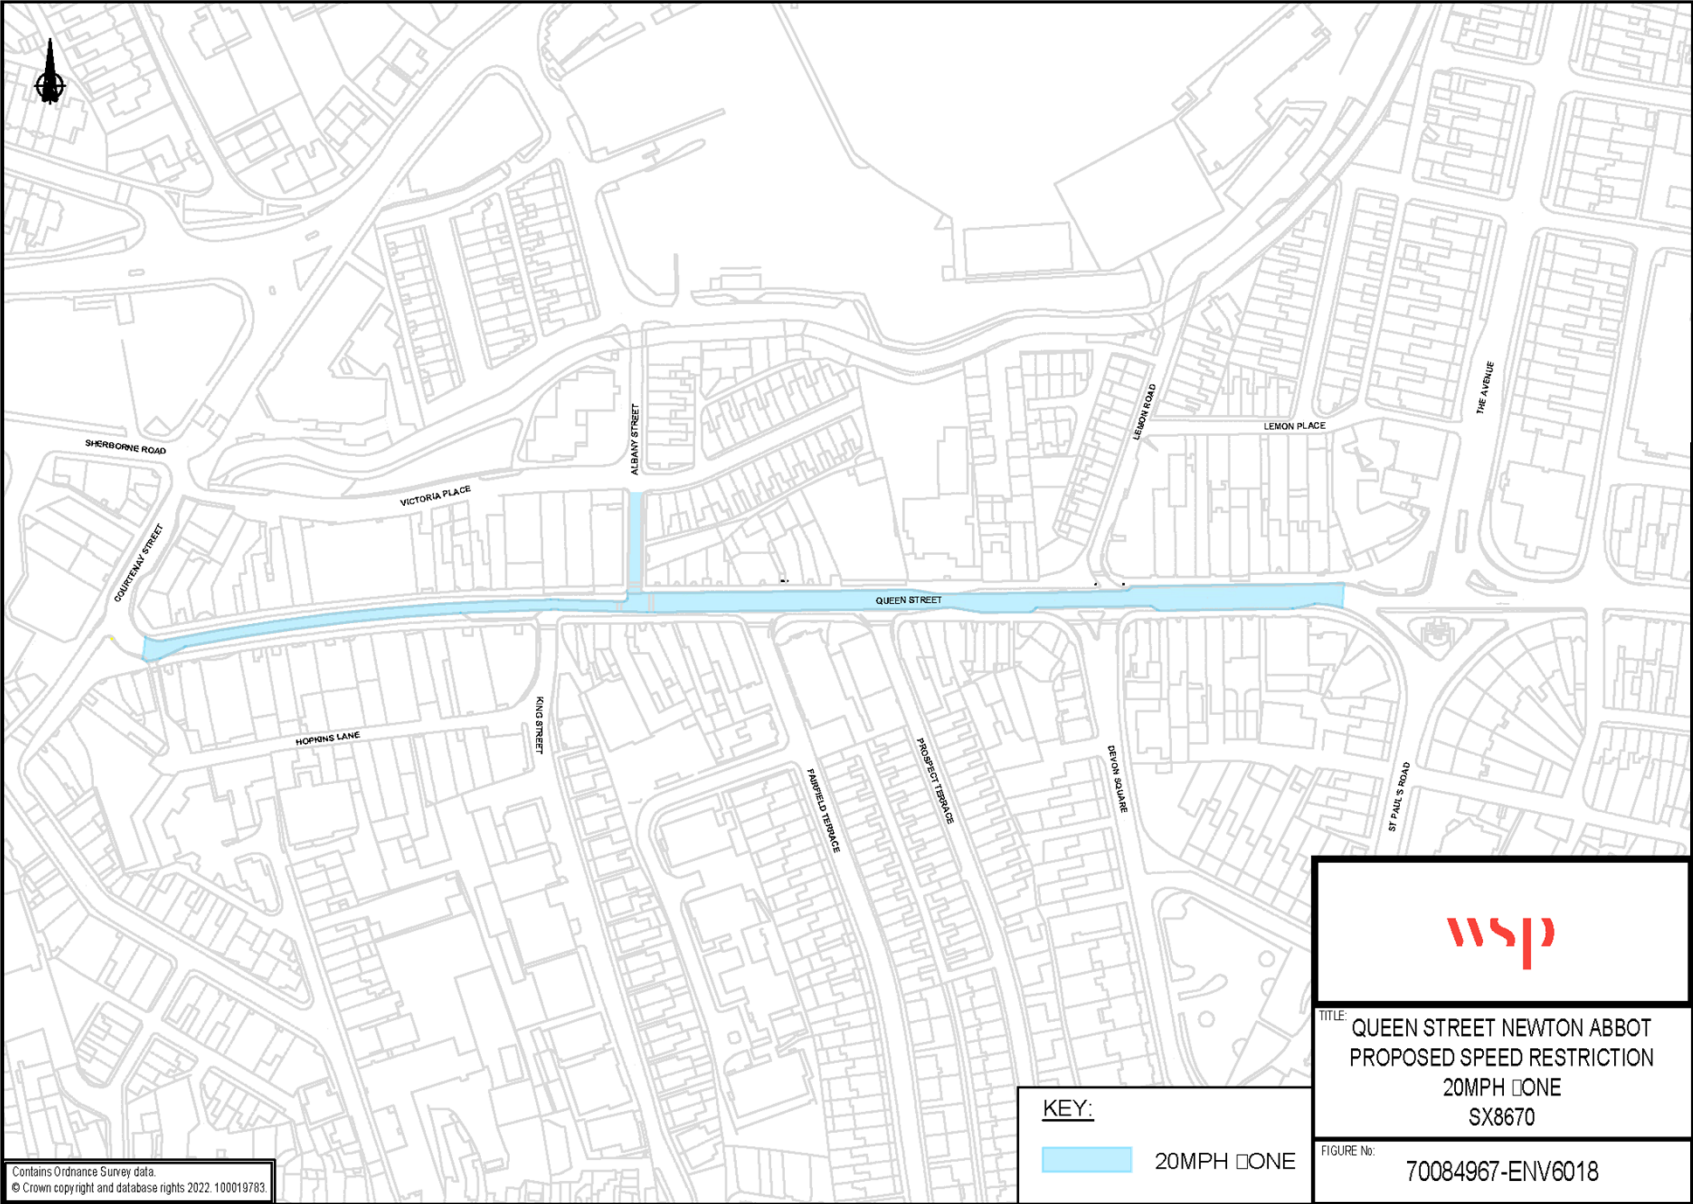 SHERBORNE ROAD
COURTENAY STREET
VICTORIA PLACE
ALBANY STREET
LEMON ROAD
LEMON PLACE
THE AVENUE
QUEEN STREET
HOPKINS LANE
KING STREET
FAIRFIELD TERRACE
PROSPECT TERRACE
DEVON SQUARE
ST PAUL'S ROAD
wsp
TITLE:
QUEEN STREET NEWTON ABBOT
PROPOSED SPEED RESTRICTION
20MPH □ONE
SX8670
FIGURE No:
70084967-ENV6018
KEY:
20MPH □ONE
Contains Ordnance Survey data.
© Crown copyright and database rights 2022. 100019783.